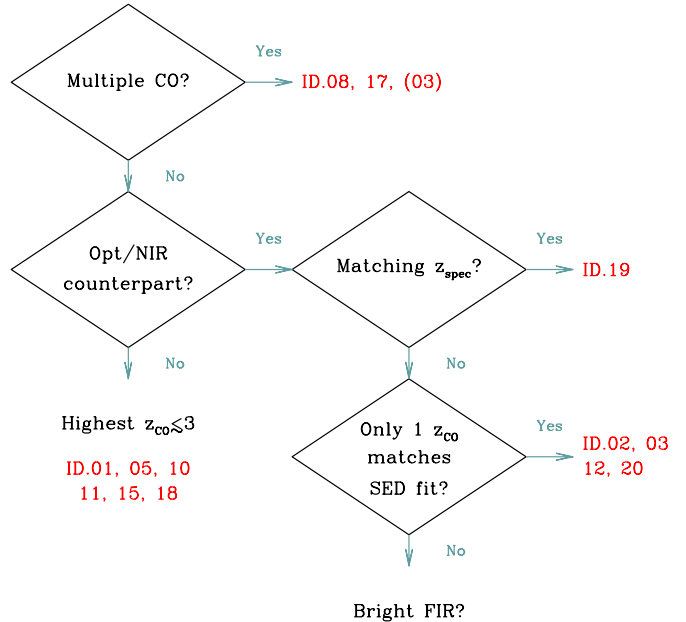 Yes
Multiple CO?
ID.08, 17, (03)
No
Opt/NIR
counterpart?
Yes
Matching z_spec?
Yes
ID.19
No
Highest z_CO⩽3
ID.01, 05, 10
11, 15, 18
No
Only 1 z_CO
matches
SED fit?
Yes
ID.02, 03
12, 20
No
Bright FIR?